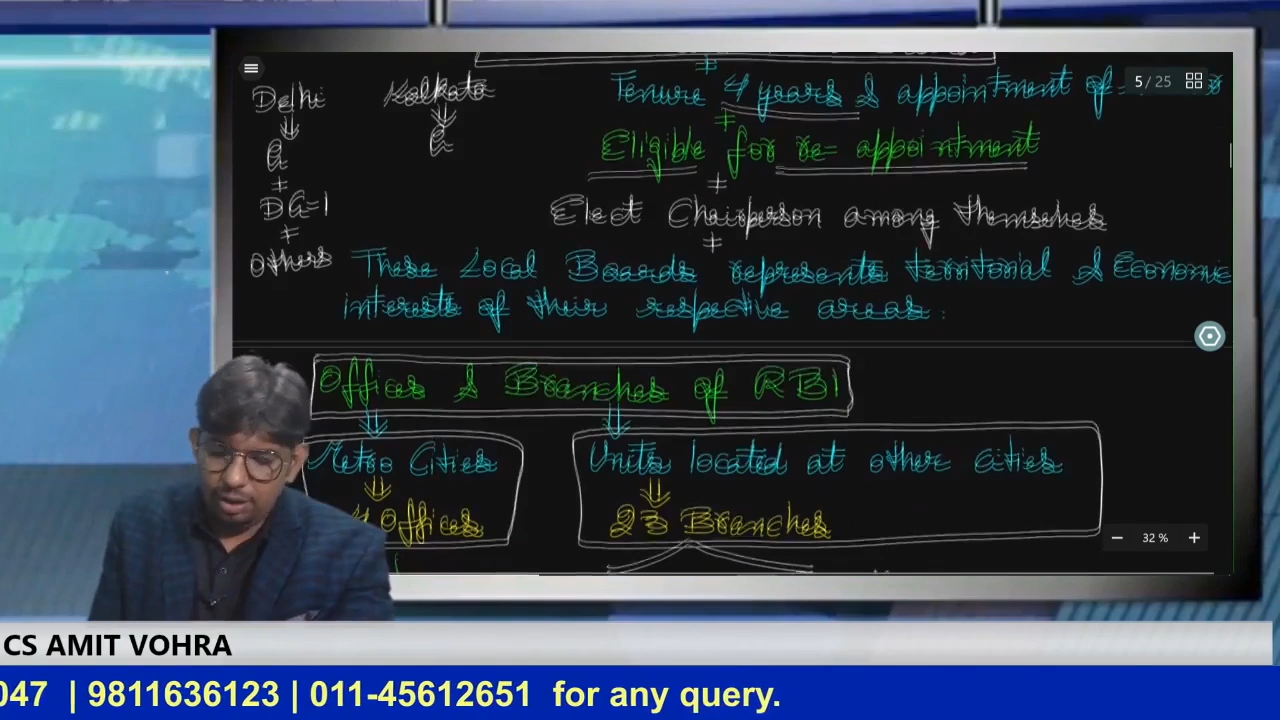 Delhi Kolkata Tenure 4 years & appointment of
5 / 25
a a Eligible for re= appointment
DG=1 Elect Chairperson among themselves
+
others These Local Boards represents territorial & Economic
interests of their respective areas.
Offices & Branches of RBI
Metro Cities Units located at other cities
4 Offices 23 Branches
32 %
CS AMIT VOHRA
047 | 9811636123 | 011-45612651 for any query.